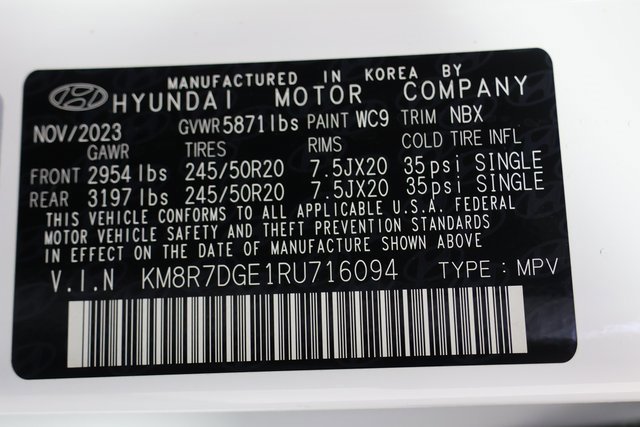 MANUFACTURED IN KOREA BY
HYUNDAI MOTOR COMPANY
NOV/2023 GVWR 5871lbs PAINT WC9 TRIM NBX
GAWR TIRES RIMS COLD TIRE INFL
FRONT 2954 lbs 245/50R20 7.5JX20 35psi SINGLE
REAR 3197 lbs 245/50R20 7.5JX20 35psi SINGLE
THIS VEHICLE CONFORMS TO ALL APPLICABLE U.S.A. FEDERAL
MOTOR VEHICLE SAFETY AND THEFT PREVENTION STANDARDS
IN EFFECT ON THE DATE OF MANUFACTURE SHOWN ABOVE
V.I.N KM8R7DGE1RU716094 TYPE : MPV